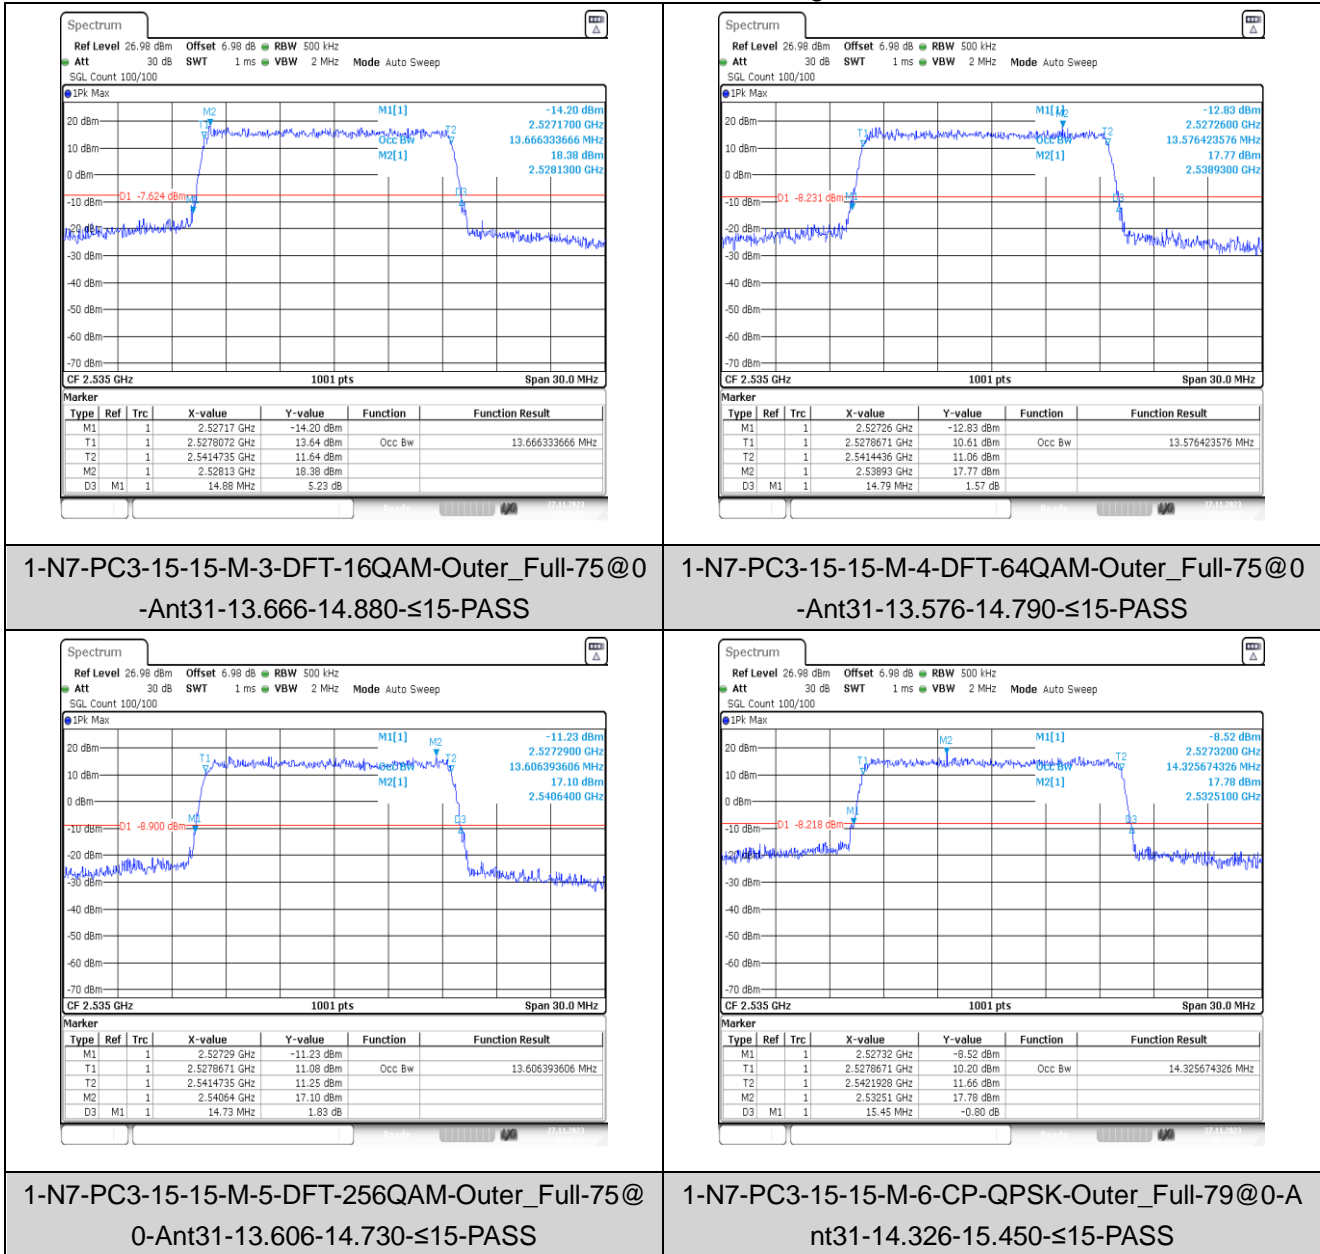 Spectrum
Ref Level 26.98 dBm Offset 6.98 dB RBW 500 kHz
Att 30 dB SWT 1 ms VBW 2 MHz Mode Auto Sweep
SGL Count 100/100
1Pk Max
M1[1] -14.20 dBm
2.5271700 GHz
Occ Bw 13.666333666 MHz
M2[1] 18.38 dBm
2.5281300 GHz
M2
T1
T2
20 dBm
10 dBm
0 dBm
D1 -7.624 dBm
M1
D3
-10 dBm
-20 dBm
-30 dBm
-40 dBm
-50 dBm
-60 dBm
-70 dBm
CF 2.535 GHz 1001 pts Span 30.0 MHz
Marker
Type Ref Trc X-value Y-value Function Function Result
M1 1 2.52717 GHz -14.20 dBm
T1 1 2.5278072 GHz 13.64 dBm Occ Bw 13.666333666 MHz
T2 1 2.5414735 GHz 11.64 dBm
M2 1 2.52813 GHz 18.38 dBm
D3 M1 1 14.88 MHz 5.23 dB
1-N7-PC3-15-15-M-3-DFT-16QAM-Outer_Full-75@0
-Ant31-13.666-14.880-≤15-PASS
Spectrum
Ref Level 26.98 dBm Offset 6.98 dB RBW 500 kHz
Att 30 dB SWT 1 ms VBW 2 MHz Mode Auto Sweep
SGL Count 100/100
1Pk Max
M1[1] -12.83 dBm
2.5272600 GHz
Occ Bw 13.576423576 MHz
M2[1] 17.77 dBm
2.5389300 GHz
M2
T1
T2
20 dBm
10 dBm
0 dBm
D1 -8.231 dBm
M1
D3
-10 dBm
-20 dBm
-30 dBm
-40 dBm
-50 dBm
-60 dBm
-70 dBm
CF 2.535 GHz 1001 pts Span 30.0 MHz
Marker
Type Ref Trc X-value Y-value Function Function Result
M1 1 2.52726 GHz -12.83 dBm
T1 1 2.5278671 GHz 10.61 dBm Occ Bw 13.576423576 MHz
T2 1 2.5414436 GHz 11.06 dBm
M2 1 2.53893 GHz 17.77 dBm
D3 M1 1 14.79 MHz 1.57 dB
1-N7-PC3-15-15-M-4-DFT-64QAM-Outer_Full-75@0
-Ant31-13.576-14.790-≤15-PASS
Spectrum
Ref Level 26.98 dBm Offset 6.98 dB RBW 500 kHz
Att 30 dB SWT 1 ms VBW 2 MHz Mode Auto Sweep
SGL Count 100/100
1Pk Max
M1[1] -11.23 dBm
2.5272900 GHz
Occ Bw 13.606393606 MHz
M2[1] 17.10 dBm
2.5406400 GHz
M2
T1
T2
20 dBm
10 dBm
0 dBm
D1 -8.900 dBm
M1
D3
-10 dBm
-20 dBm
-30 dBm
-40 dBm
-50 dBm
-60 dBm
-70 dBm
CF 2.535 GHz 1001 pts Span 30.0 MHz
Marker
Type Ref Trc X-value Y-value Function Function Result
M1 1 2.52729 GHz -11.23 dBm
T1 1 2.5278671 GHz 11.08 dBm Occ Bw 13.606393606 MHz
T2 1 2.5414735 GHz 11.25 dBm
M2 1 2.54064 GHz 17.10 dBm
D3 M1 1 14.73 MHz 1.83 dB
1-N7-PC3-15-15-M-5-DFT-256QAM-Outer_Full-75@
0-Ant31-13.606-14.730-≤15-PASS
Spectrum
Ref Level 26.98 dBm Offset 6.98 dB RBW 500 kHz
Att 30 dB SWT 1 ms VBW 2 MHz Mode Auto Sweep
SGL Count 100/100
1Pk Max
M1[1] -8.52 dBm
2.5273200 GHz
Occ Bw 14.325674326 MHz
M2[1] 17.78 dBm
2.5325100 GHz
M2
T1
T2
20 dBm
10 dBm
0 dBm
D1 -8.218 dBm
M1
D3
-10 dBm
-20 dBm
-30 dBm
-40 dBm
-50 dBm
-60 dBm
-70 dBm
CF 2.535 GHz 1001 pts Span 30.0 MHz
Marker
Type Ref Trc X-value Y-value Function Function Result
M1 1 2.52732 GHz -8.52 dBm
T1 1 2.5278671 GHz 10.20 dBm Occ Bw 14.325674326 MHz
T2 1 2.5421928 GHz 11.66 dBm
M2 1 2.53251 GHz 17.78 dBm
D3 M1 1 15.45 MHz -0.80 dB
1-N7-PC3-15-15-M-6-CP-QPSK-Outer_Full-79@0-A
nt31-14.326-15.450-≤15-PASS